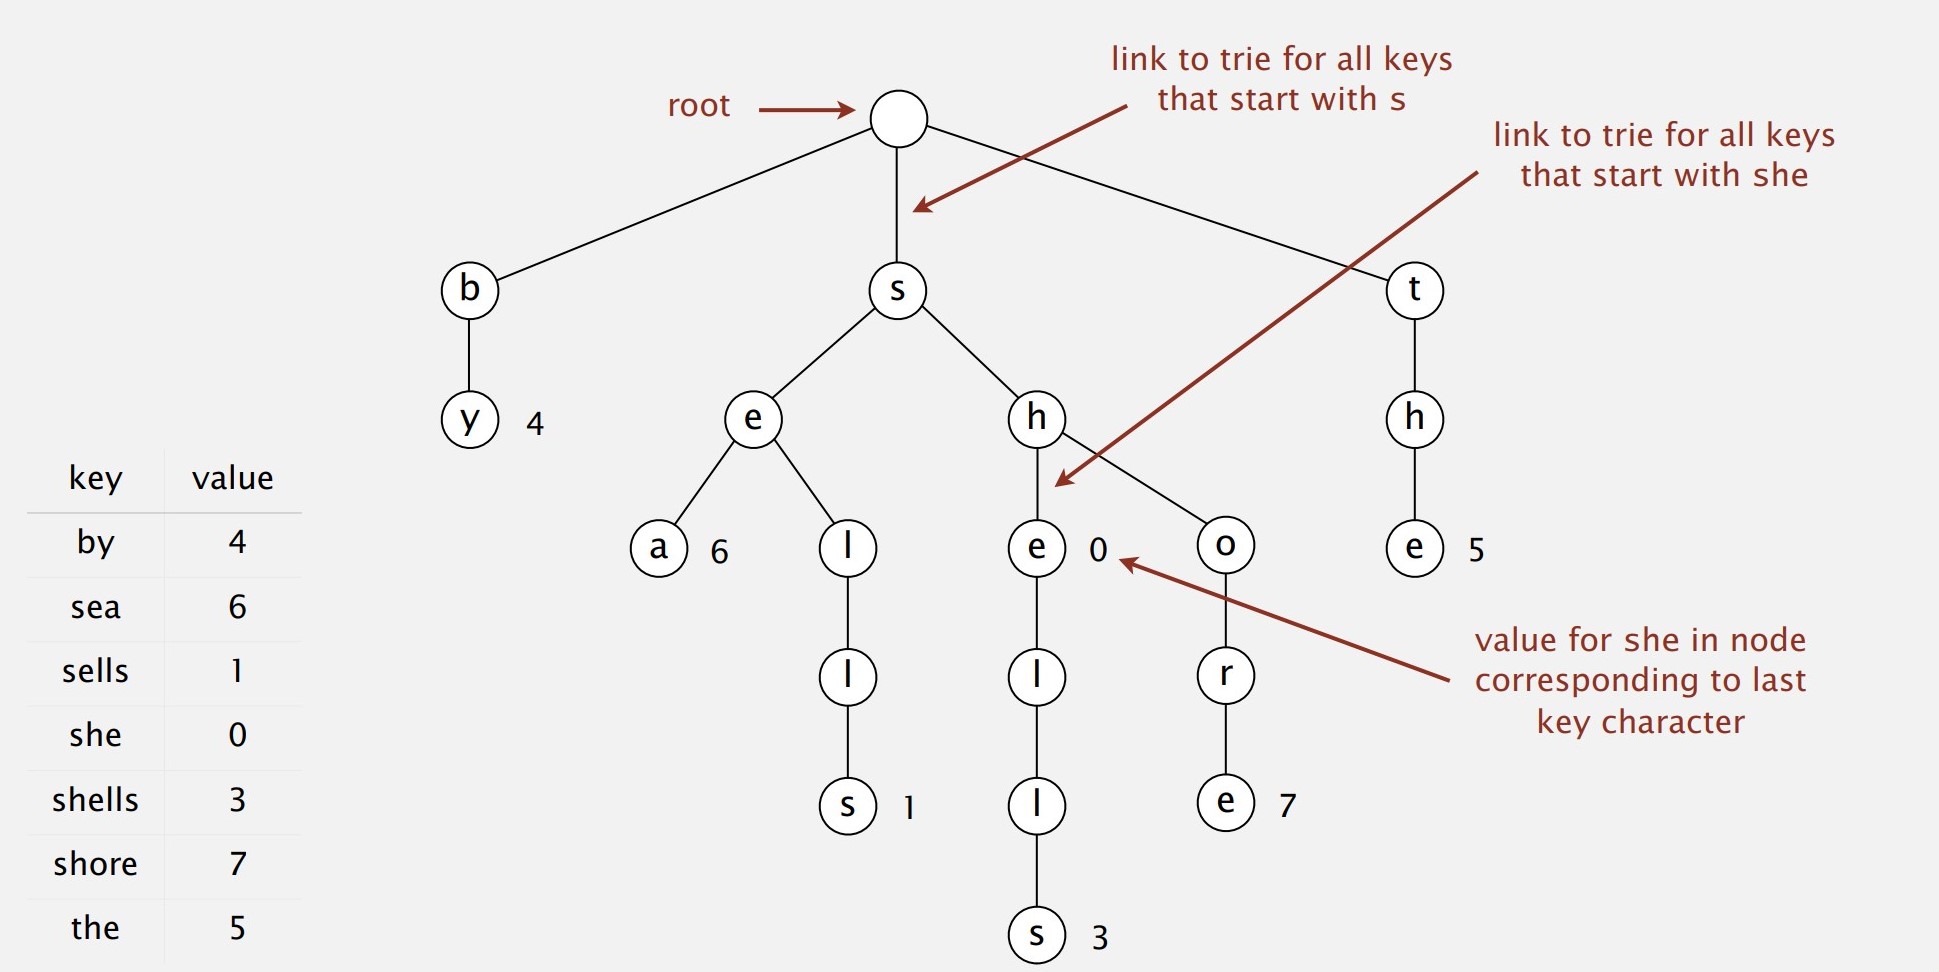 link to trie for all keys
that start with s
root
link to trie for all keys
that start with she
b
s
t
y 4
e
h
h
key value
by 4
sea 6
sells 1
she 0
shells 3
shore 7
the 5
a 6
l
e 0
o
e 5
l
l
r
s 1
l
e 7
s 3
value for she in node
corresponding to last
key character